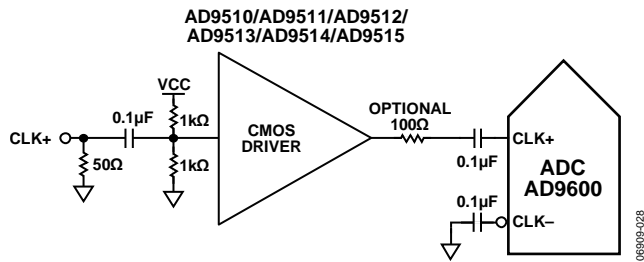 AD9510/AD9511/AD9512/
AD9513/AD9514/AD9515
VCC
0.1µF
1kΩ
OPTIONAL
100Ω
CLK+
CMOS
DRIVER
CLK+
50Ω
1kΩ
0.1µF
ADC
AD9600
0.1µF
CLK–
06909-028